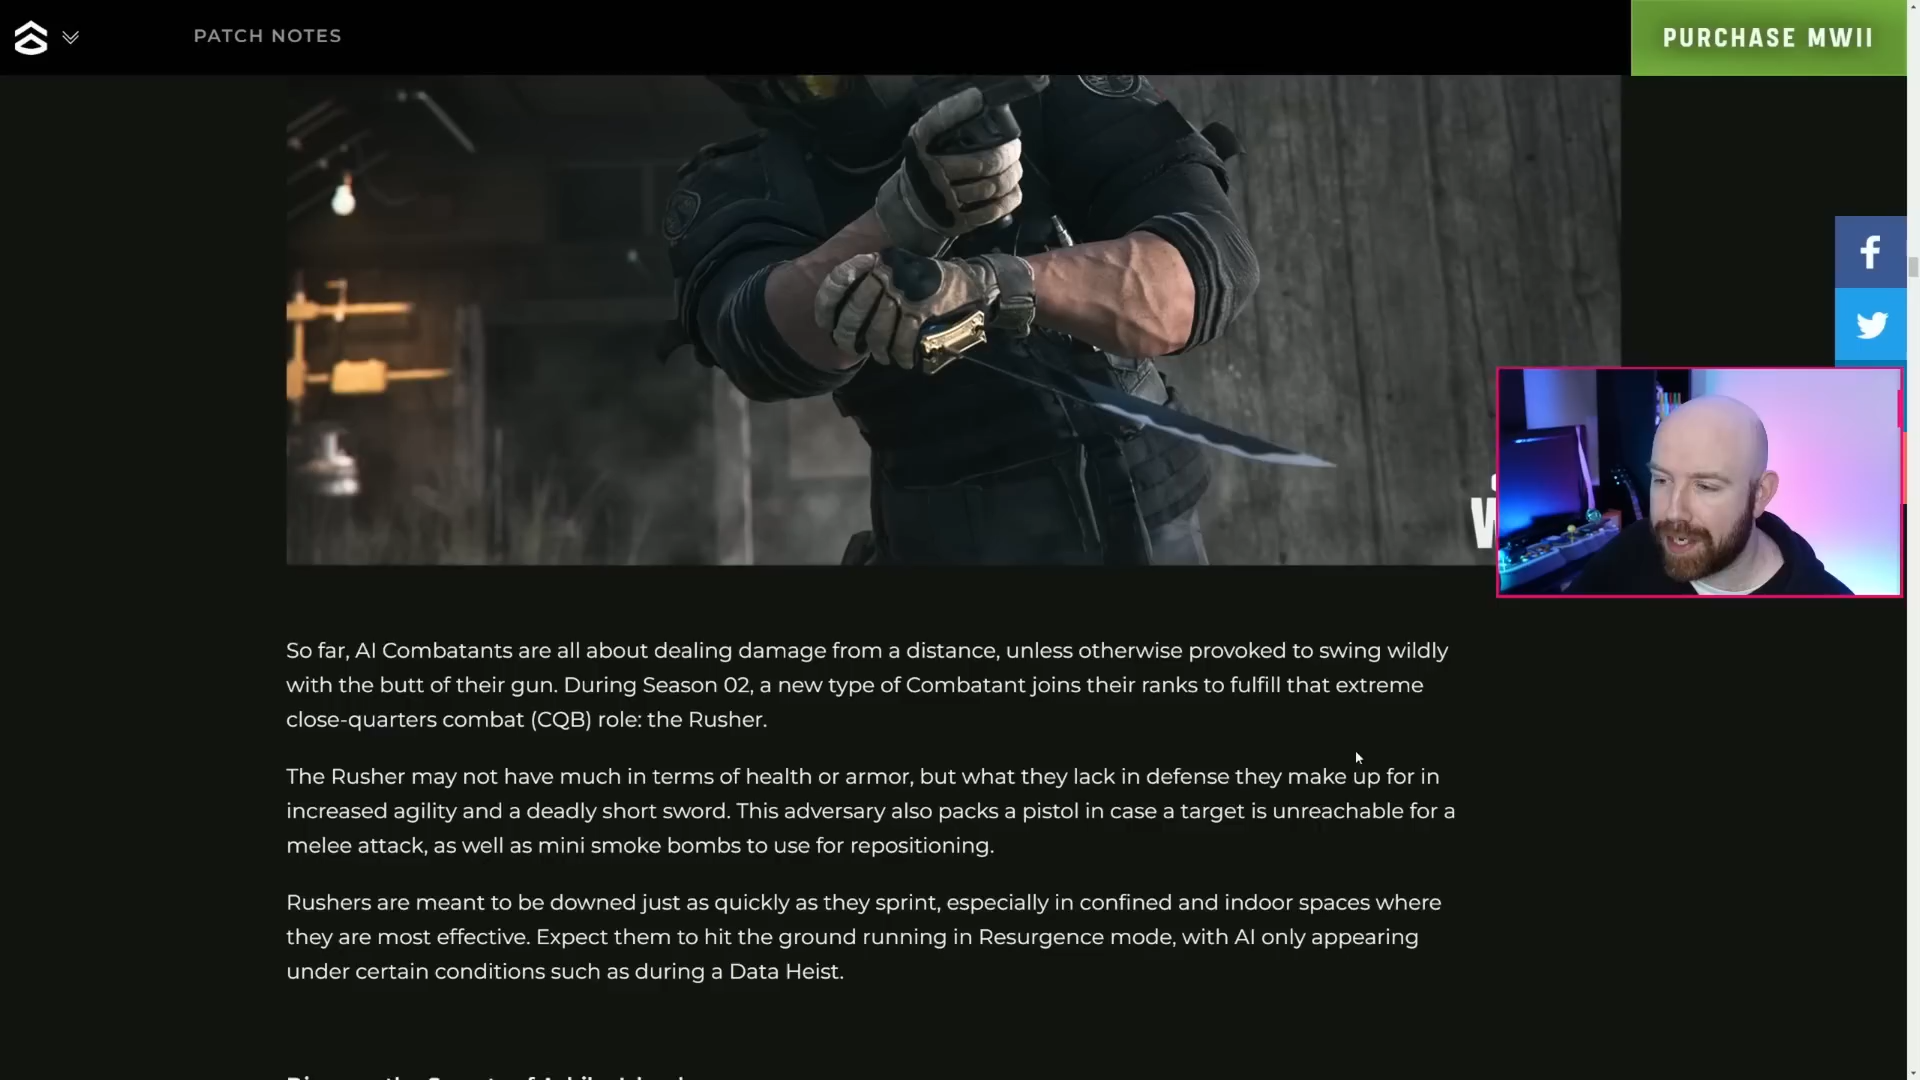 PATCH NOTES
PURCHASE MWII
So far, AI Combatants are all about dealing damage from a distance, unless otherwise provoked to swing wildly
with the butt of their gun. During Season 02, a new type of Combatant joins their ranks to fulfill that extreme
close-quarters combat (CQB) role: the Rusher.
The Rusher may not have much in terms of health or armor, but what they lack in defense they make up for in
increased agility and a deadly short sword. This adversary also packs a pistol in case a target is unreachable for a
melee attack, as well as mini smoke bombs to use for repositioning.
Rushers are meant to be downed just as quickly as they sprint, especially in confined and indoor spaces where
they are most effective. Expect them to hit the ground running in Resurgence mode, with AI only appearing
under certain conditions such as during a Data Heist.